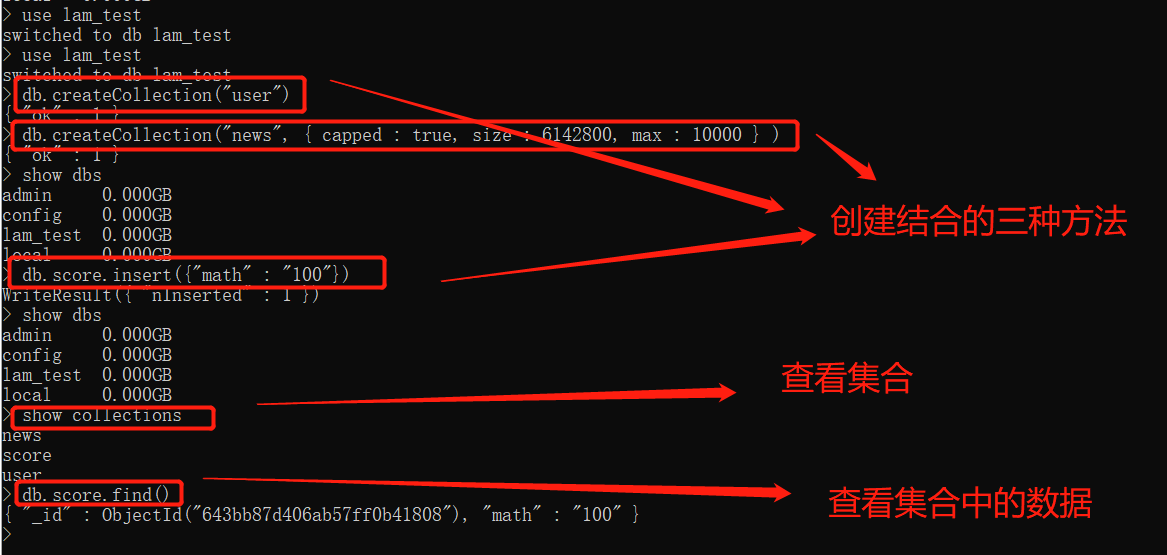 > use lam_test
switched to db lam_test
> use lam_test
switched to db lam_test
> db.createCollection("user")
{ "ok" : 1 }
> db.createCollection("news", { capped : true, size : 6142800, max : 10000 } )
{ "ok" : 1 }
> show dbs
admin 0.000GB
config 0.000GB
创建结合的三种方法
lam_test 0.000GB
local 0.000GB
> db.score.insert({"math" : "100"})
WriteResult({ "nInserted" : 1 })
> show dbs
admin 0.000GB
config 0.000GB
lam_test 0.000GB
查看集合
local 0.000GB
> show collections
news
score
user
> db.score.find()
查看集合中的数据
{ "_id" : ObjectId("643bb87d406ab57ff0b41808"), "math" : "100" }
>